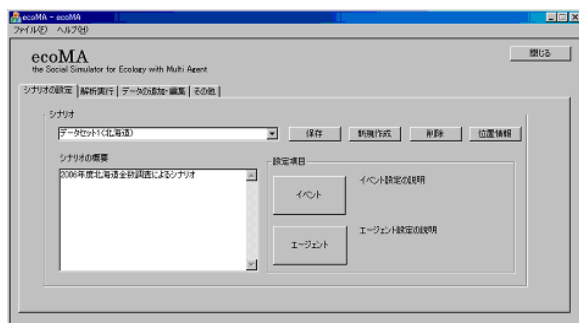 ecoMA - ecoMA
ファイル(F) ヘルプ(H)
ecoMA
the Social Simulator for Ecology with Multi Agent
閉じる
シナリオの設定 解析実行 データの追加・編集 その他
シナリオ
データセット1(北海道)
保存 新規作成 削除 位置情報
シナリオの概要
2006年度北海道全数調査によるシナリオ
設定項目
イベント
イベント設定の説明
エージェント
エージェント設定の説明